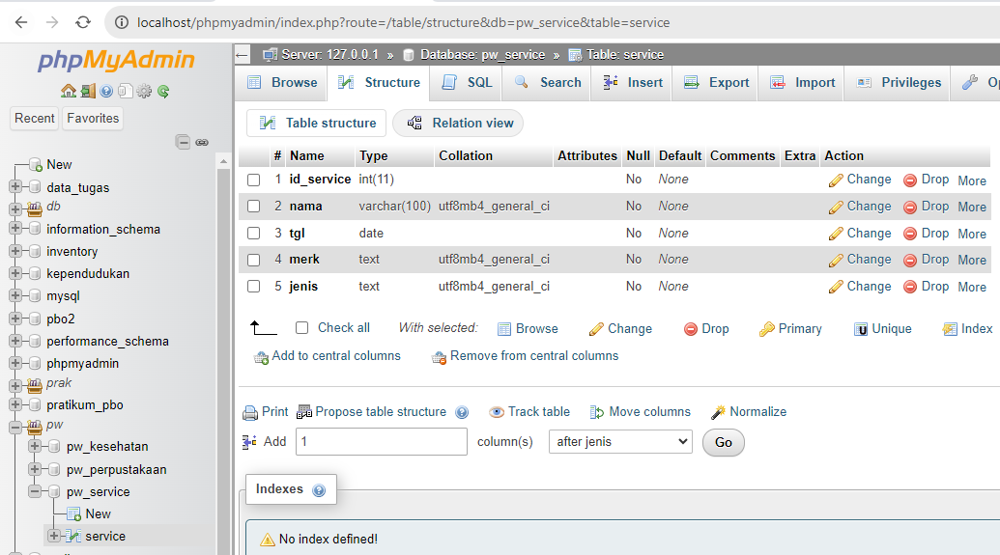 localhost/phpmyadmin/index.php?route=/table/structure&db=pw_service&table=service
phpMyAdmin
Recent Favorites
New
data_tugas
db
information_schema
inventory
kependudukan
mysql
pbo2
performance_schema
phpmyadmin
prak
pratikum_pbo
pw
pw_kesehatan
pw_perpustakaan
pw_service
New
service
Server: 127.0.0.1 » Database: pw_service » Table: service
Browse Structure SQL Search Insert Export Import Privileges
Table structure Relation view
# Name Type Collation Attributes Null Default Comments Extra Action
1 id_service int(11) No None Change Drop More
2 nama varchar(100) utf8mb4_general_ci No None Change Drop More
3 tgl date No None Change Drop More
4 merk text utf8mb4_general_ci No None Change Drop More
5 jenis text utf8mb4_general_ci No None Change Drop More
Check all With selected: Browse Change Drop Primary Unique Index
Add to central columns Remove from central columns
Print Propose table structure Track table Move columns Normalize
Add 1 column(s) after jenis Go
Indexes
No index defined!